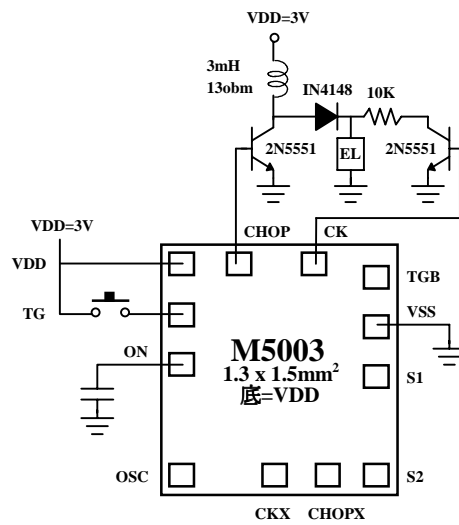 VDD=3V
3mH
13obm
IN4148
10K
2N5551
EL
2N5551
VDD=3V
CHOP
CK
VDD
TGB
TG
VSS
ON
M5003
1.3 x 1.5mm²
底=VDD
S1
OSC
S2
CKX
CHOPX